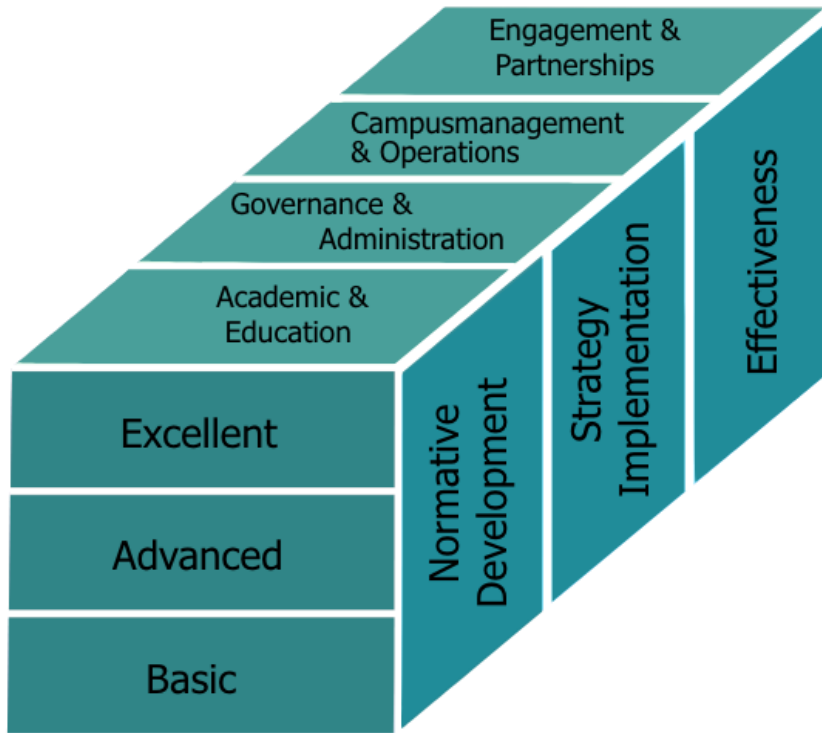 Engagement &
Partnerships
Campusmanagement
& Operations
Governance &
Administration
Academic &
Education
Excellent
Advanced
Basic
Normative
Development
Strategy
Implementation
Effectiveness